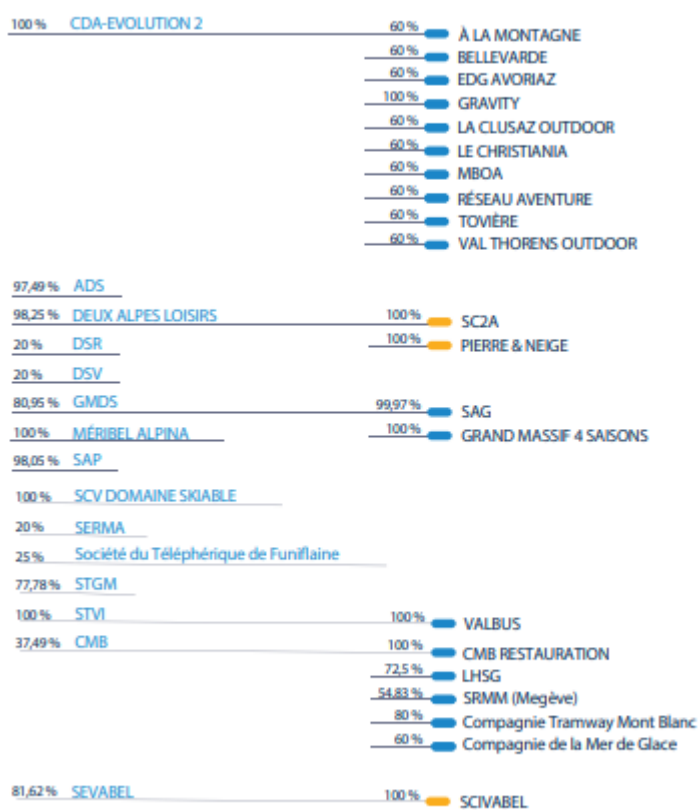 100 % CDA-EVOLUTION 2 60 % À LA MONTAGNE
60 % BELLEVARDE
60 % EDG AVORIAZ
100 % GRAVITY
60 % LA CLUSAZ OUTDOOR
60 % LE CHRISTIANIA
60 % MBOA
60 % RÉSEAU AVENTURE
60 % TOVIÈRE
60 % VAL THORENS OUTDOOR
97,49 % ADS
98,25 % DEUX ALPES LOISIRS 100 % SC2A
20 % DSR 100 % PIERRE & NEIGE
20 % DSV
80,95 % GMDS 99,97 % SAG
100 % MÉRIBEL ALPINA 100 % GRAND MASSIF 4 SAISONS
98,05 % SAP
100 % SCV DOMAINE SKIABLE
20 % SERMA
25 % Société du Téléphérique de Funiflaine
77,78 % STGM
100 % STVI 100 % VALBUS
37,49 % CMB 100 % CMB RESTAURATION
72,5 % LHSG
54,83 % SRMM (Megève)
80 % Compagnie Tramway Mont Blanc
60 % Compagnie de la Mer de Glace
81,62 % SEVABEL 100 % SCIVABEL